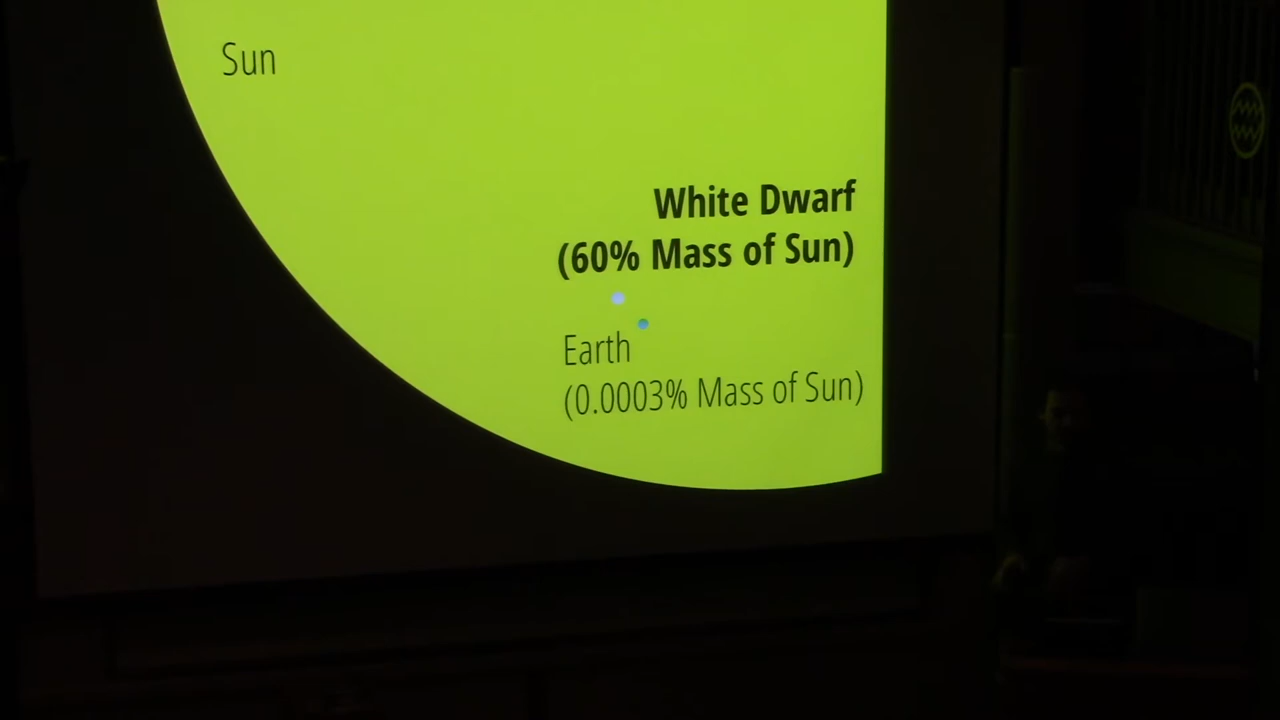 Sun
White Dwarf
(60% Mass of Sun)
Earth
(0.0003% Mass of Sun)